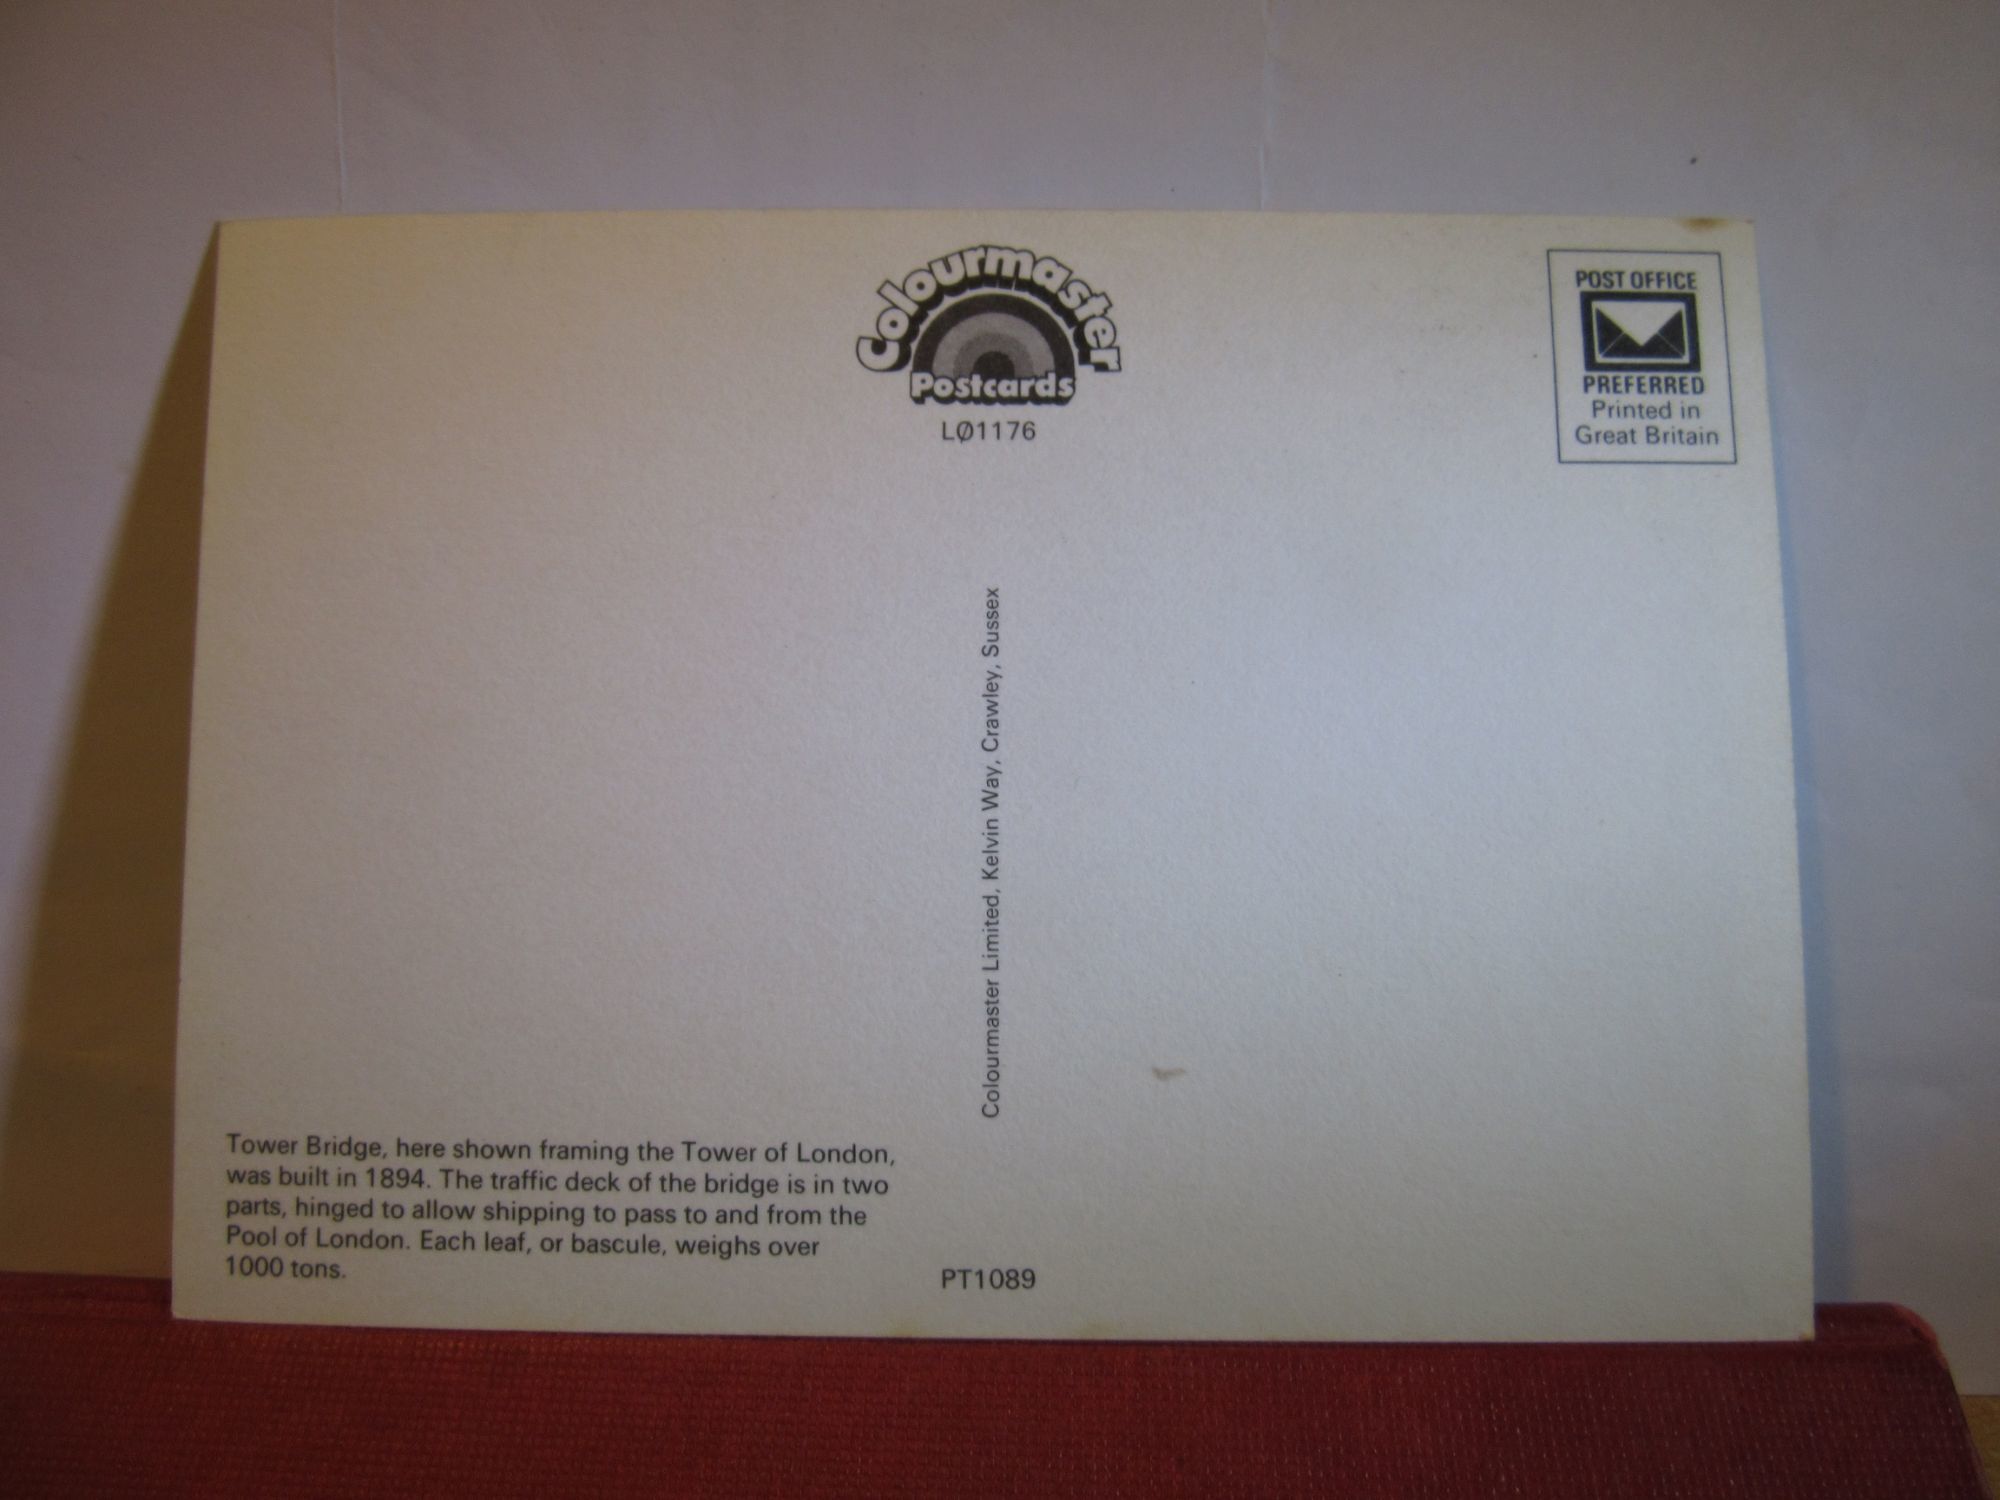 Colourmaster
Postcards
LØ1176
POST OFFICE
PREFERRED
Printed in
Great Britain
Colourmaster Limited, Kelvin Way, Crawley, Sussex
Tower Bridge, here shown framing the Tower of London,
was built in 1894. The traffic deck of the bridge is in two
parts, hinged to allow shipping to pass to and from the
Pool of London. Each leaf, or bascule, weighs over
1000 tons.
PT1089